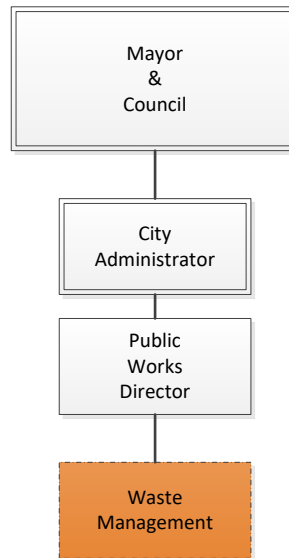 Mayor
&
Council
City
Administrator
Public
Works
Director
Waste
Management